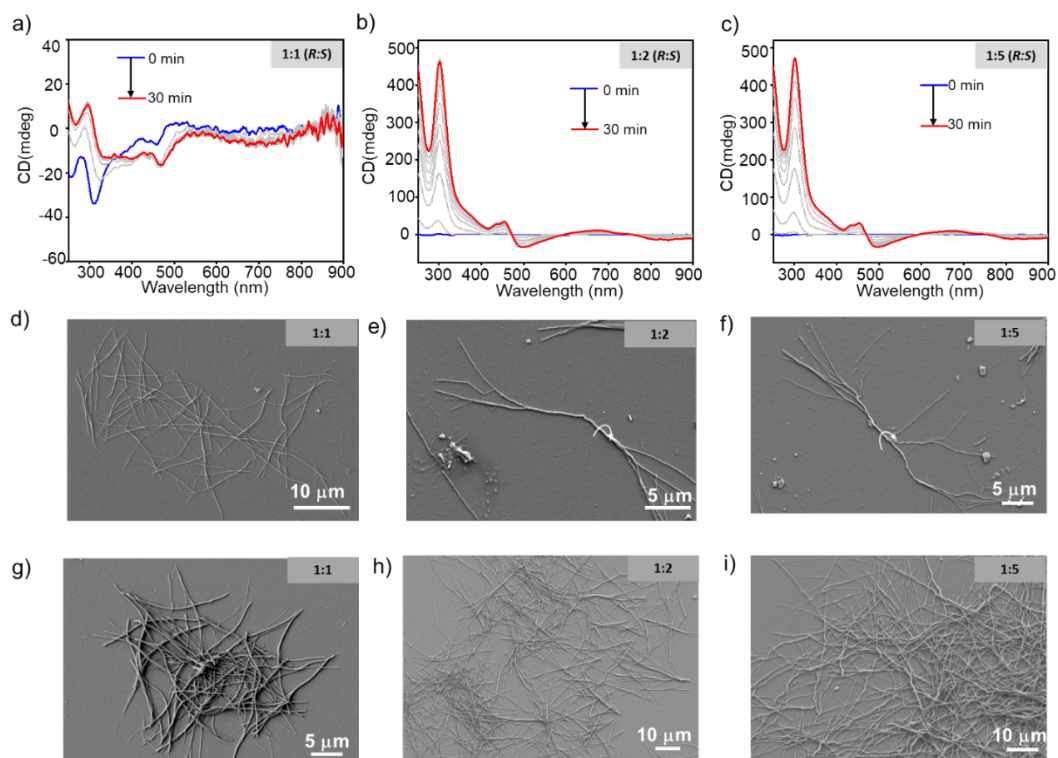 a)
1:1 (R:S)
0 min
30 min
CD(mdeg)
40
20
0
-20
-40
-60
300 400 500 600 700 800 900
Wavelength (nm)
b)
1:2 (R:S)
0 min
30 min
CD(mdeg)
500
400
300
200
100
0
300 400 500 600 700 800 900
Wavelength (nm)
c)
1:5 (R:S)
0 min
30 min
CD(mdeg)
500
400
300
200
100
0
300 400 500 600 700 800 900
Wavelength (nm)
d)
1:1
10 μm
e)
1:2
5 μm
f)
1:5
5 μm
g)
1:1
5 μm
h)
1:2
10 μm
i)
1:5
10 μm